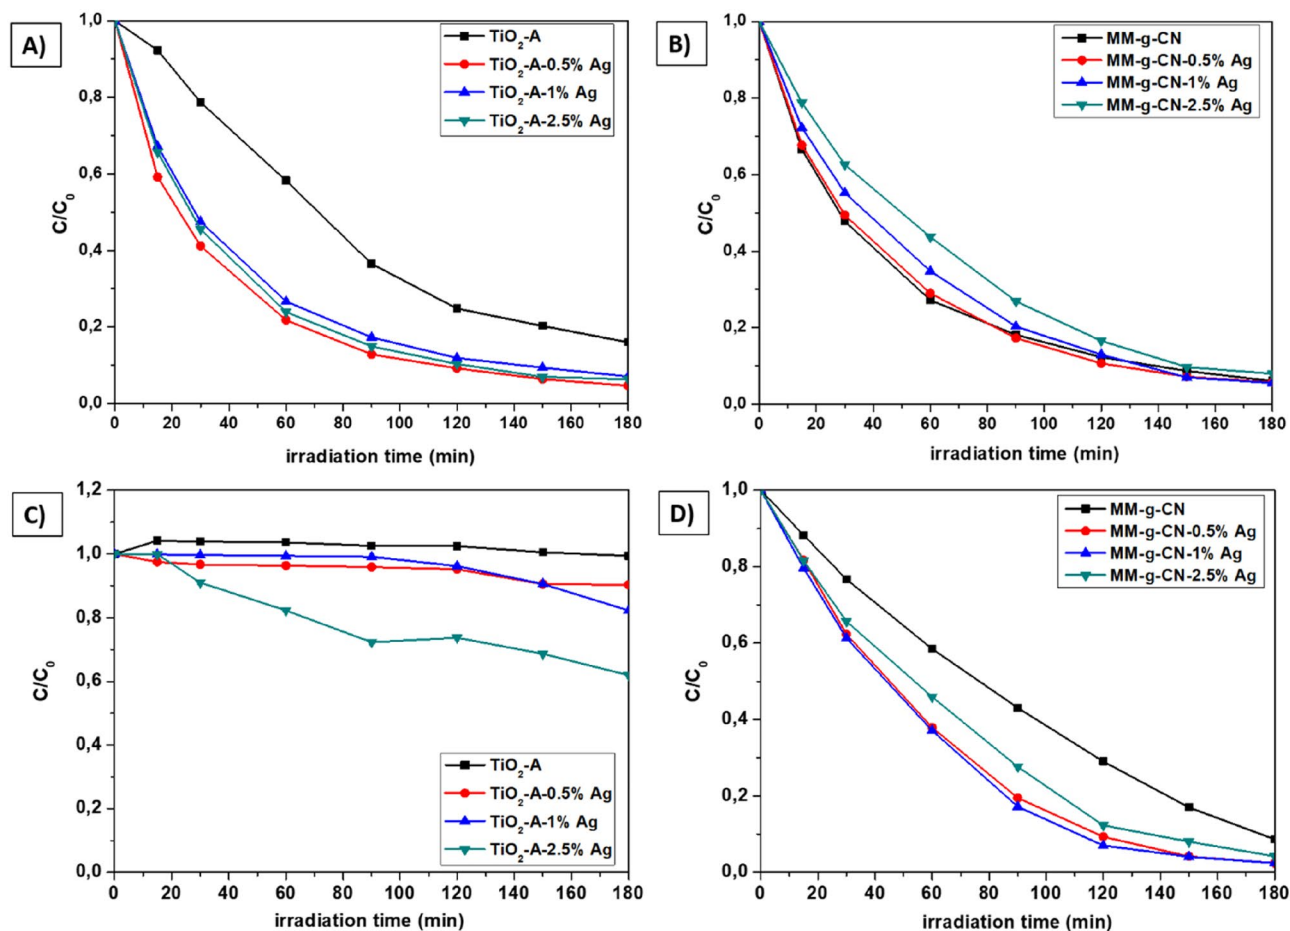 A)
1,0
0,8
0,6
0,4
0,2
0,0
C/C₀
0 20 40 60 80 100 120 140 160 180
irradiation time (min)
TiO₂-A
TiO₂-A-0.5% Ag
TiO₂-A-1% Ag
TiO₂-A-2.5% Ag
B)
1,0
0,8
0,6
0,4
0,2
0,0
C/C₀
0 20 40 60 80 100 120 140 160 180
irradiation time (min)
MM-g-CN
MM-g-CN-0.5% Ag
MM-g-CN-1% Ag
MM-g-CN-2.5% Ag
C)
1,2
1,0
0,8
0,6
0,4
0,2
0,0
C/C₀
0 20 40 60 80 100 120 140 160 180
irradiation time (min)
TiO₂-A
TiO₂-A-0.5% Ag
TiO₂-A-1% Ag
TiO₂-A-2.5% Ag
D)
1,0
0,8
0,6
0,4
0,2
0,0
C/C₀
0 20 40 60 80 100 120 140 160 180
irradiation time (min)
MM-g-CN
MM-g-CN-0.5% Ag
MM-g-CN-1% Ag
MM-g-CN-2.5% Ag